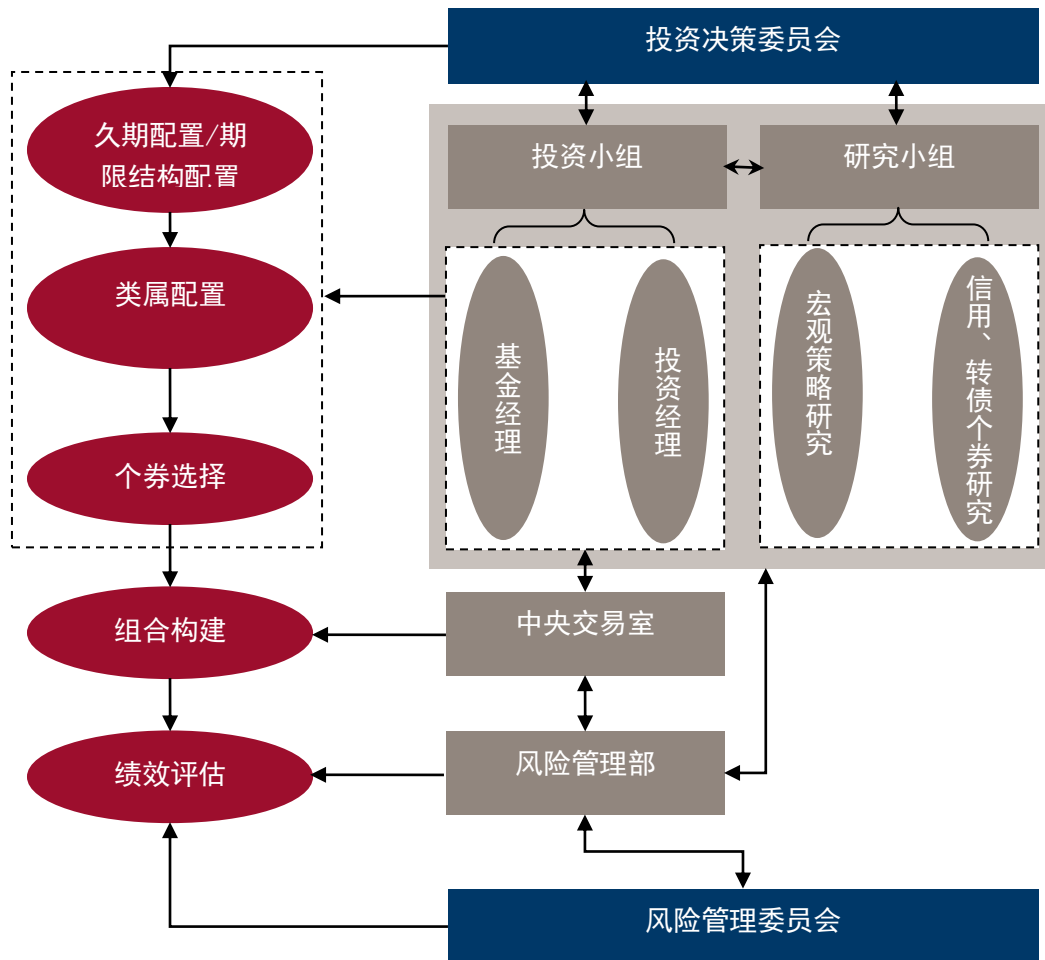 投资决策委员会
久期配置/期
限结构配置
投资小组
研究小组
类属配置
基金经理
投资经理
宏观策略研究
信用、转债个券研究
个券选择
组合构建
中央交易室
绩效评估
风险管理部
风险管理委员会